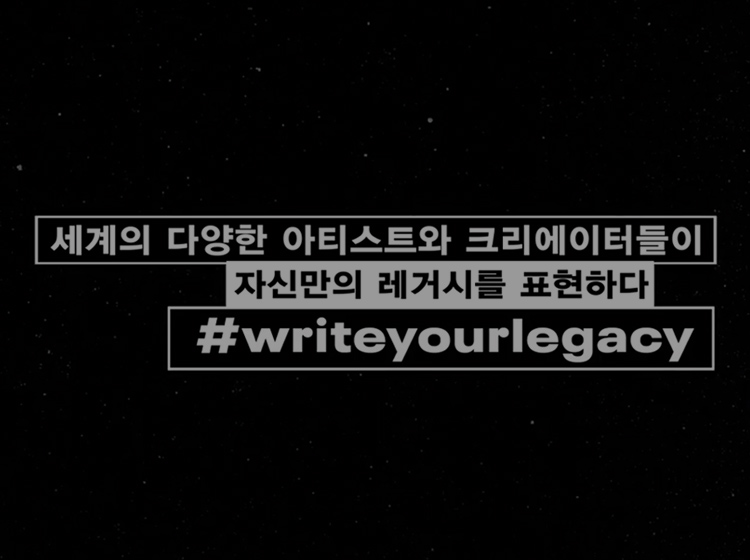 세계의 다양한 아티스트와 크리에이터들이
자신만의 레거시를 표현하다
#writeyourlegacy